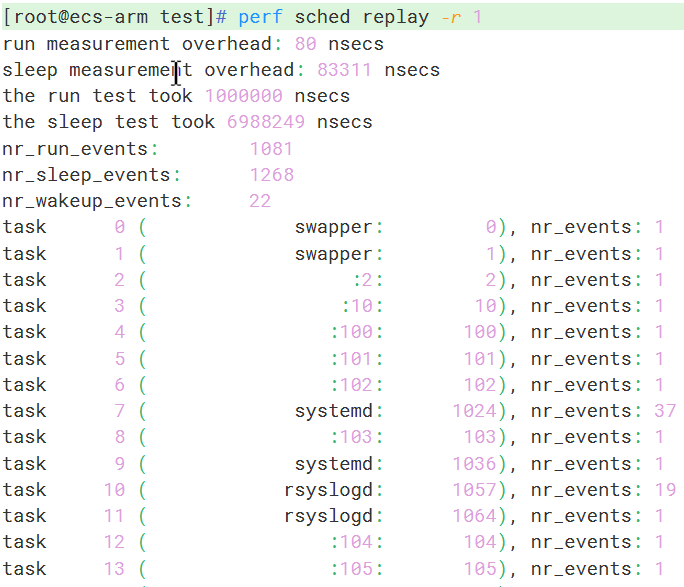 [root@ecs-arm test]# perf sched replay -r 1
run measurement overhead: 80 nsecs
sleep measurement overhead: 83311 nsecs
the run test took 1000000 nsecs
the sleep test took 6988249 nsecs
nr_run_events:        1081
nr_sleep_events:      1268
nr_wakeup_events:     22
task      0 (             swapper:         0), nr_events: 1
task      1 (             swapper:         1), nr_events: 1
task      2 (                  :2:         2), nr_events: 1
task      3 (                 :10:        10), nr_events: 1
task      4 (                :100:       100), nr_events: 1
task      5 (                :101:       101), nr_events: 1
task      6 (                :102:       102), nr_events: 1
task      7 (             systemd:      1024), nr_events: 37
task      8 (                :103:       103), nr_events: 1
task      9 (             systemd:      1036), nr_events: 1
task     10 (            rsyslogd:      1057), nr_events: 19
task     11 (            rsyslogd:      1064), nr_events: 1
task     12 (                :104:       104), nr_events: 1
task     13 (                :105:       105), nr_events: 1